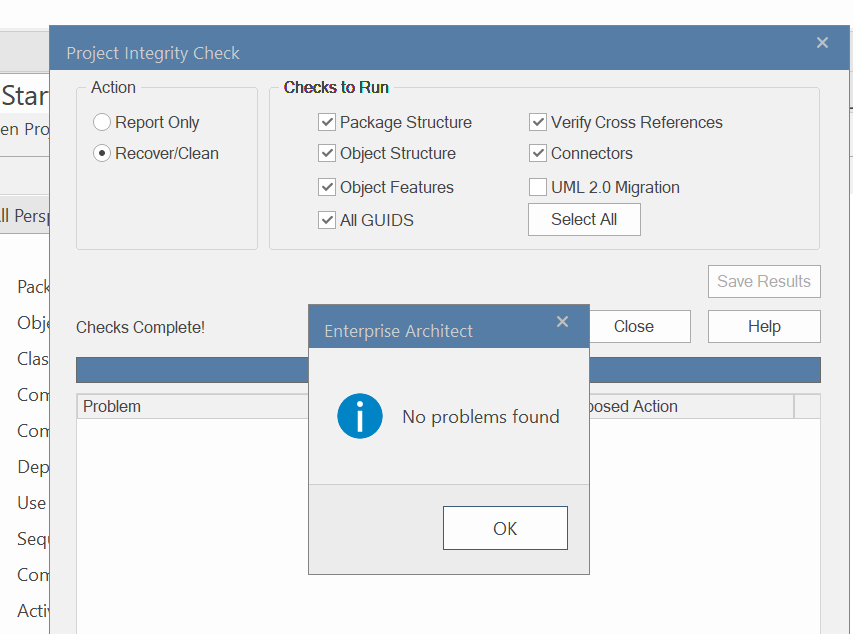 Project Integrity Check
Action
Checks to Run
Report Only
Recover/Clean
Package Structure
Verify Cross References
Object Structure
Connectors
Object Features
UML 2.0 Migration
All GUIDS
Select All
Save Results
Checks Complete!
Close
Help
Enterprise Architect
No problems found
OK
Problem
posed Action
Star
en Proj
ll Persp
Pack
Obje
Clas
Com
Com
Dep
Use
Sequ
Com
Activ